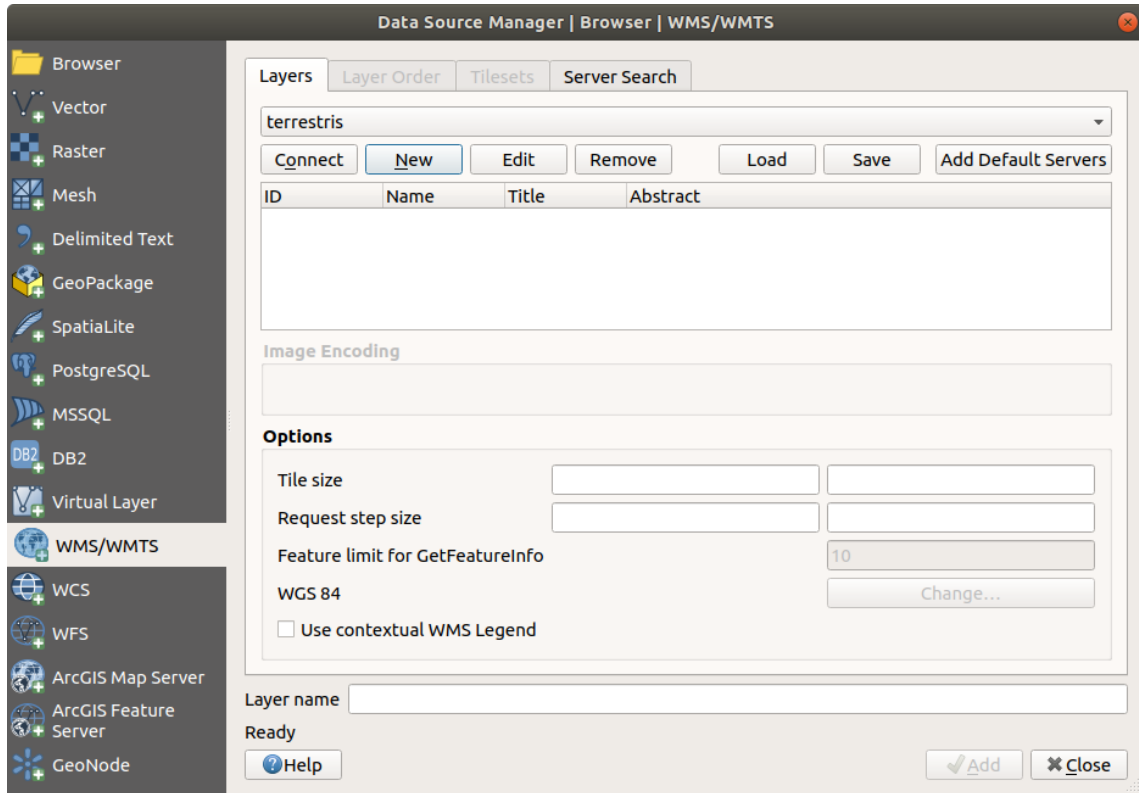 Data Source Manager | Browser | WMS/WMTS
Browser
Vector
Raster
Mesh
Delimited Text
GeoPackage
SpatiaLite
PostgreSQL
MSSQL
DB2 DB2
Virtual Layer
WMS/WMTS
WCS
WFS
ArcGIS Map Server
ArcGIS Feature
Server
GeoNode
Layers Layer Order Tilesets Server Search
terrestris
Connect New Edit Remove Load Save Add Default Servers
ID Name Title Abstract
Image Encoding
Options
Tile size
Request step size
Feature limit for GetFeatureInfo 10
WGS 84 Change...
Use contextual WMS Legend
Layer name
Ready
Help Add Close